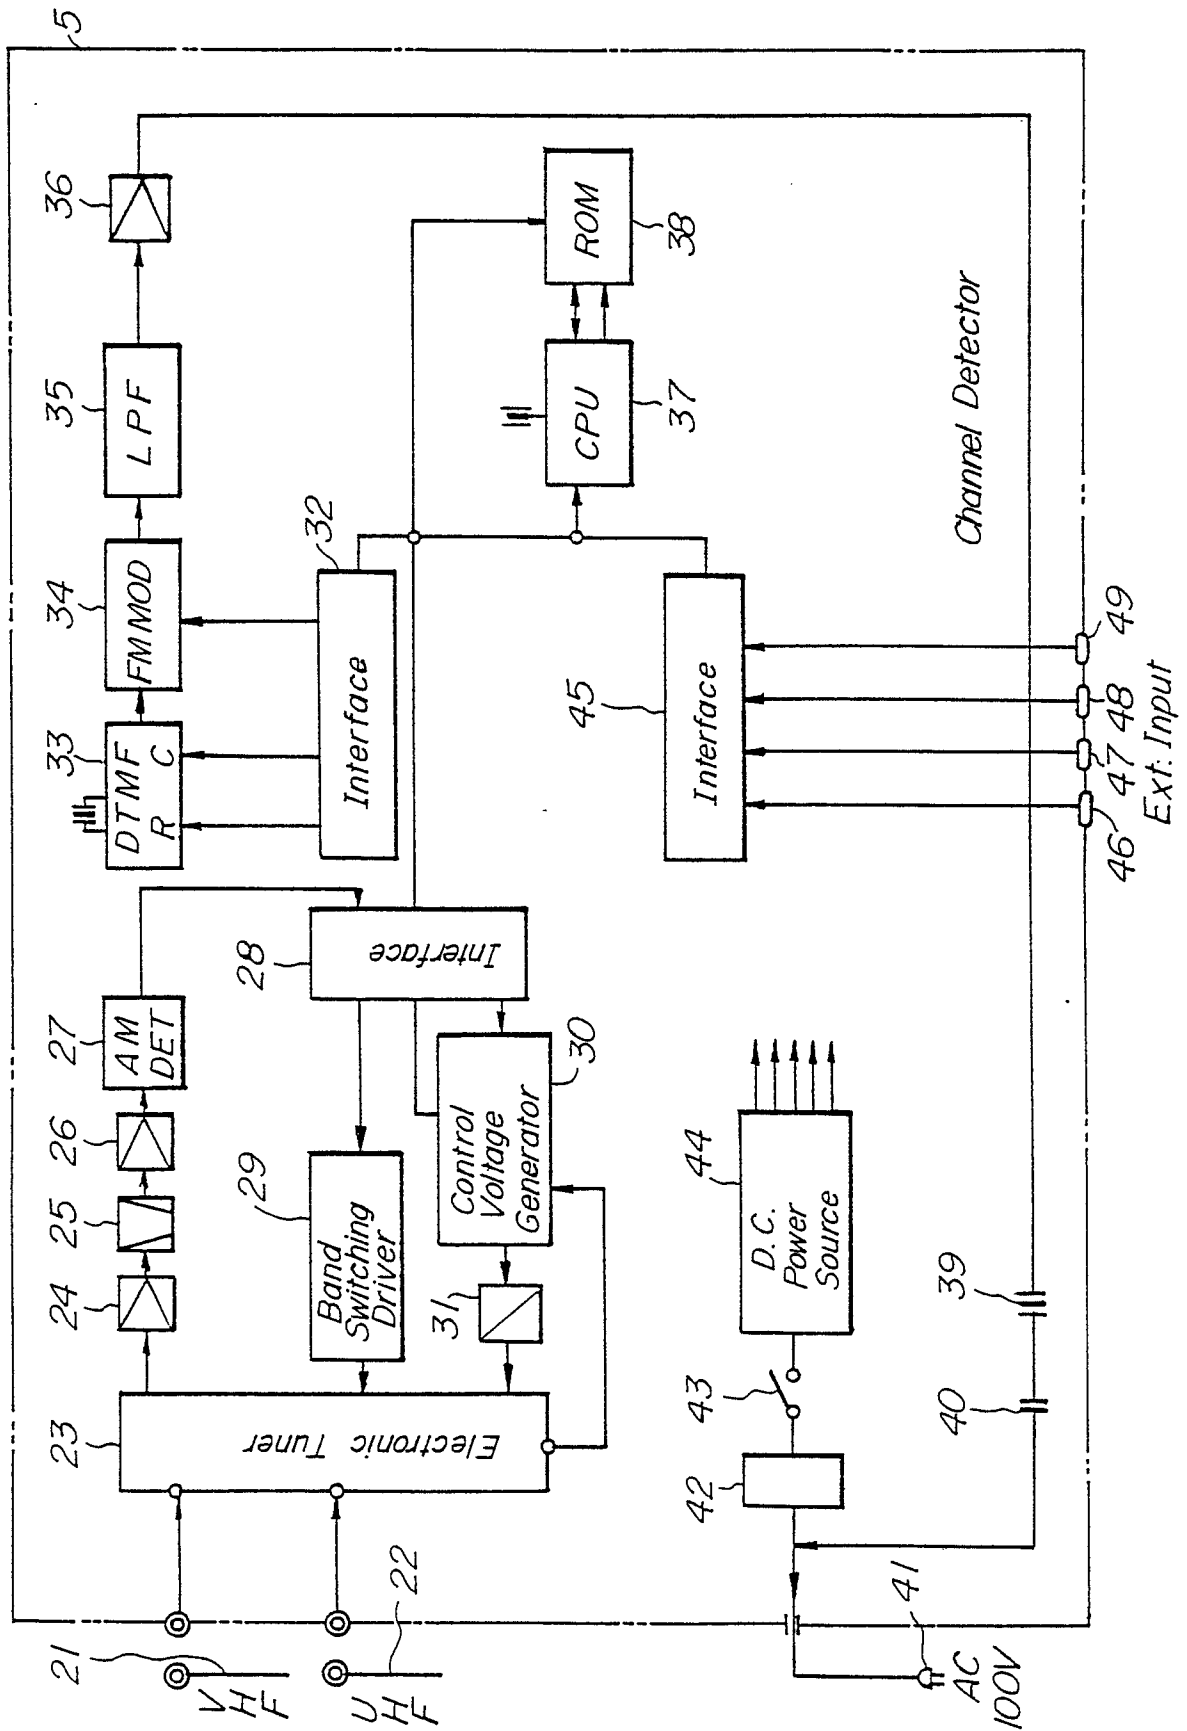 5
21
VHF
22
UHF
23
Electronic Tuner
24
25
26
27
AM
DET
28
Interface
29
Band
Switching
Driver
30
Control
Voltage
Generator
31
32
Interface
33
DTMF
R C
34
FMMOD
35
LPF
36
37
CPU
38
ROM
Channel Detector
39
40
41
AC
100V
42
43
44
D.C.
Power
Source
45
Interface
46 47 48 49
Ext. Input